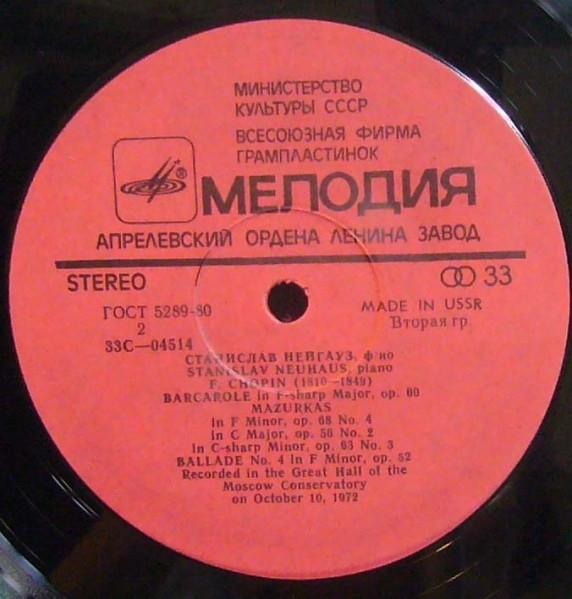 МИНИСТЕРСТВО
КУЛЬТУРЫ СССР
ВСЕСОЮЗНАЯ ФИРМА
ГРАМПЛАСТИНОК
®
МЕЛОДИЯ
АПРЕЛЕВСКИЙ ОРДЕНА ЛЕНИНА ЗАВОД
STEREO 33
ГОСТ 5289-80 MADE IN USSR
2 Вторая гр.
33С—04514
СТАНИСЛАВ НЕЙГАУЗ, ф-но
STANISLAV NEUHAUS, piano
F. CHOPIN (1810—1849)
BARCAROLE in F-sharp Major, op. 60
MAZURKAS
in F Minor, op. 68 No. 4
in C Major, op. 56 No. 2
in C-sharp Minor, op. 63 No. 3
BALLADE No. 4 in F Minor, op. 52
Recorded in the Great Hall of the
Moscow Conservatory
on October 10, 1972